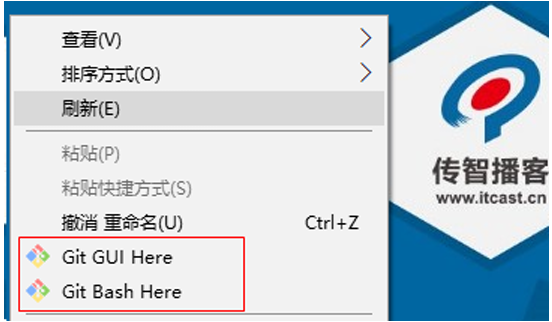 查看(V)
排序方式(O)
刷新(E)
粘贴(P)
粘贴快捷方式(S)
撤消 重命名(U) Ctrl+Z
Git GUI Here
Git Bash Here
传智播客
www.itcast.cn